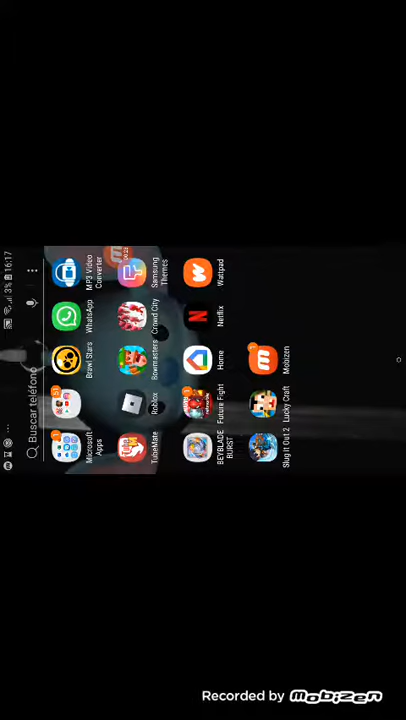 3% 16:17
Buscar teléfono
Microsoft Apps
Brawl Stars
WhatsApp
MP3 Video Converter
TubeMate
Roblox
Bowmasters
Crowd City
Samsung Themes
BEYBLADE BURST
Future Fight
Home
Netflix
Wattpad
Slug It Out 2
Lucky Craft
Mobizen
Recorded by Mobizen